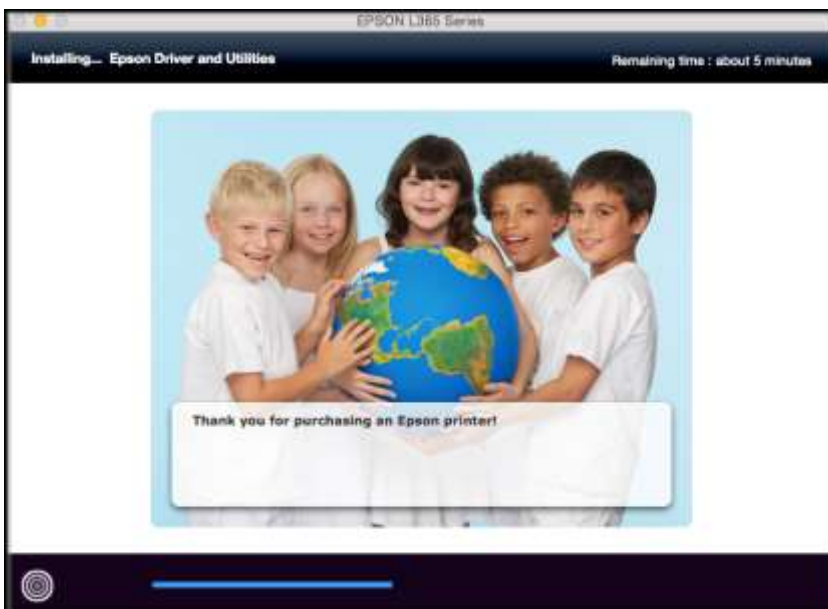 EPSON L365 Series
Installing... Epson Driver and Utilities
Remaining time : about 5 minutes
Thank you for purchasing an Epson printer!